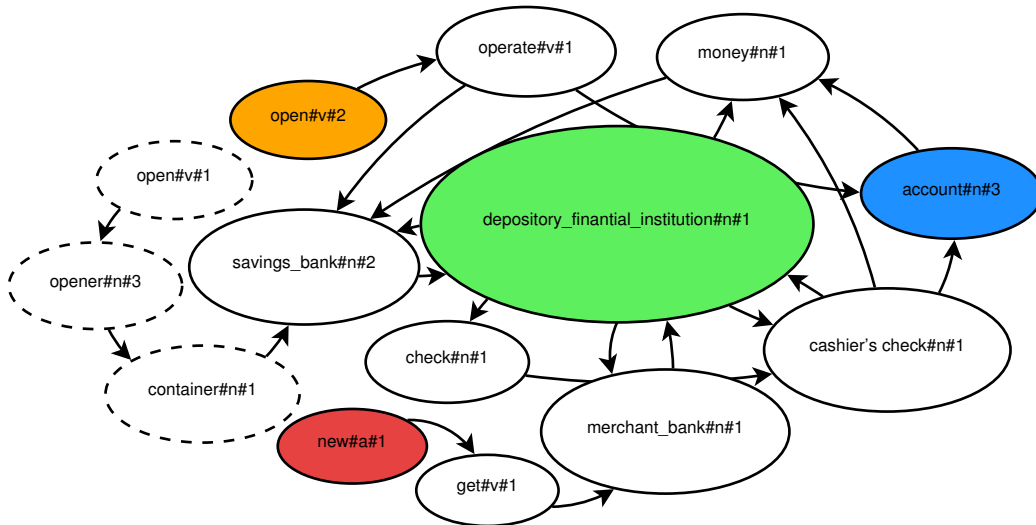 operate#v#1
money#n#1
open#v#2
open#v#1
account#n#3
depository_finantial_institution#n#1
savings_bank#n#2
opener#n#3
check#n#1
cashier's check#n#1
container#n#1
merchant_bank#n#1
new#a#1
get#v#1